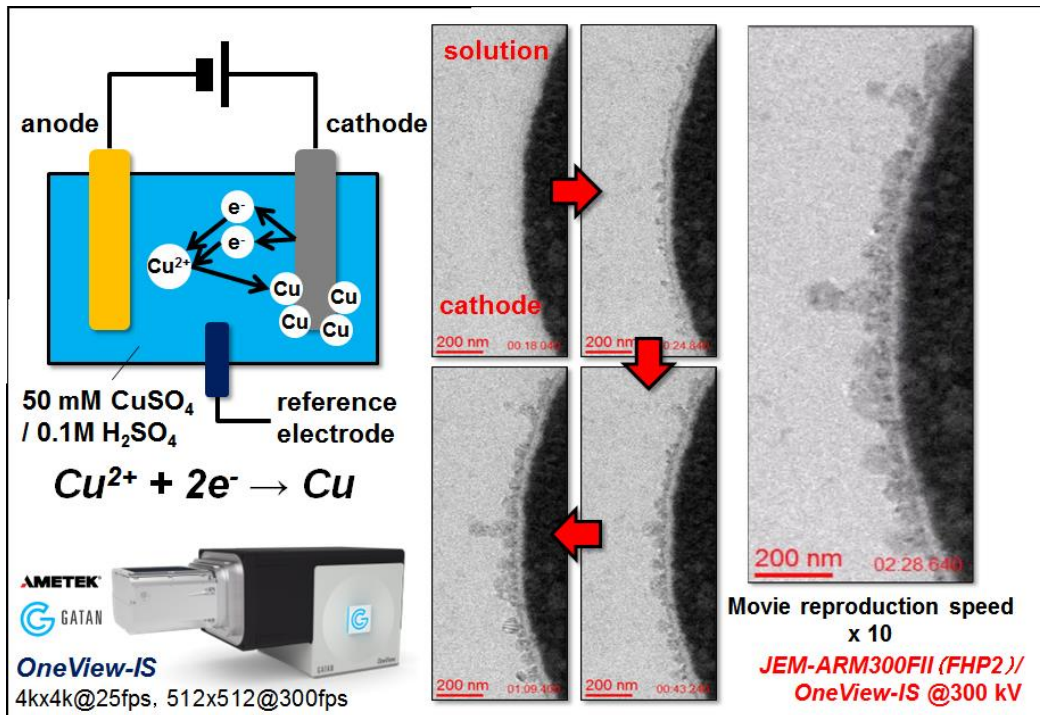 anode
cathode
e-
e-
Cu2+
Cu
Cu
Cu
Cu
50 mM CuSO4
/ 0.1M H2SO4
reference
electrode
Cu2+ + 2e- → Cu
AMETEK®
GATAN
OneView-IS
4kx4k@25fps, 512x512@300fps
GATAN
OneView
solution
cathode
200 nm 00:18.040
200 nm 0:24.840
200 nm 01:09.400
200 nm 00:43.240
200 nm 02:28.640
Movie reproduction speed
x 10
JEM-ARM300FII (FHP2)/
OneView-IS @300 kV